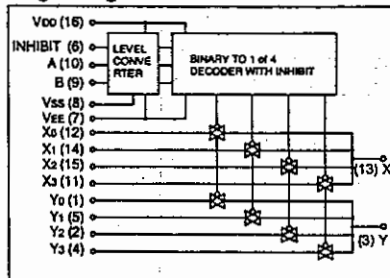 VDD (16)
INHIBIT (6)
A (10)
B (9)
VSS (8)
VEE (7)
X0 (12)
X1 (14)
X2 (15)
X3 (11)
Y0 (1)
Y1 (5)
Y2 (2)
Y3 (4)
LEVEL
CONVE
RTER
BINARY TO 1 of 4
DECODER WITH INHIBIT
(13) X
(3) Y